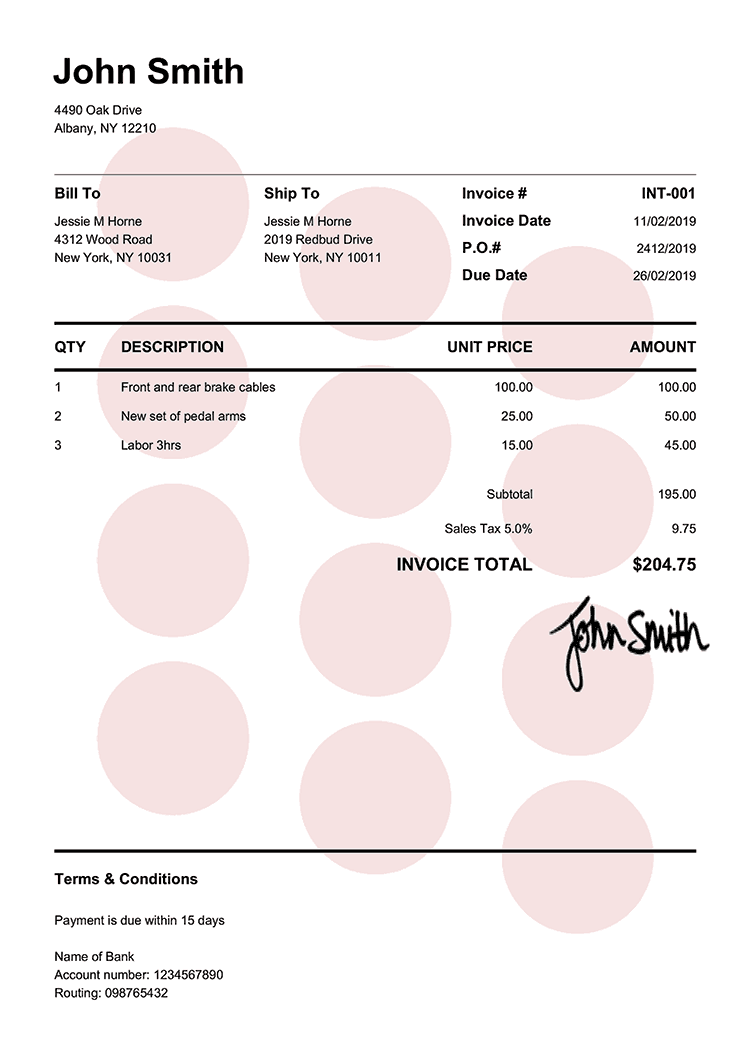 John Smith
4490 Oak Drive
Albany, NY 12210
Bill To
Jessie M Horne
4312 Wood Road
New York, NY 10031
Ship To
Jessie M Horne
2019 Redbud Drive
New York, NY 10011
Invoice # INT-001
Invoice Date 11/02/2019
P.O.# 2412/2019
Due Date 26/02/2019
QTY DESCRIPTION UNIT PRICE AMOUNT
1 Front and rear brake cables 100.00 100.00
2 New set of pedal arms 25.00 50.00
3 Labor 3hrs 15.00 45.00
Subtotal 195.00
Sales Tax 5.0% 9.75
INVOICE TOTAL $204.75
John Smith
Terms & Conditions
Payment is due within 15 days
Name of Bank
Account number: 1234567890
Routing: 098765432